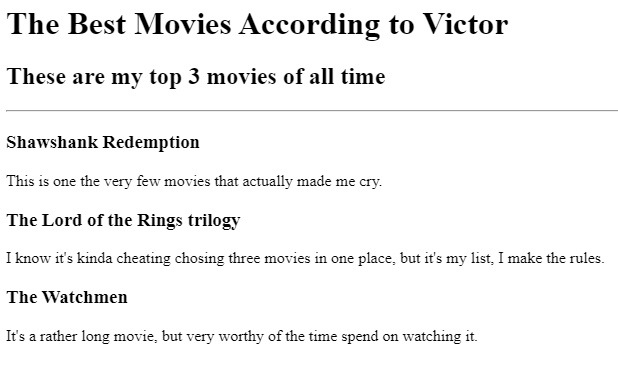 The Best Movies According to Victor
These are my top 3 movies of all time
Shawshank Redemption
This is one the very few movies that actually made me cry.
The Lord of the Rings trilogy
I know it's kinda cheating chosing three movies in one place, but it's my list, I make the rules.
The Watchmen
It's a rather long movie, but very worthy of the time spend on watching it.